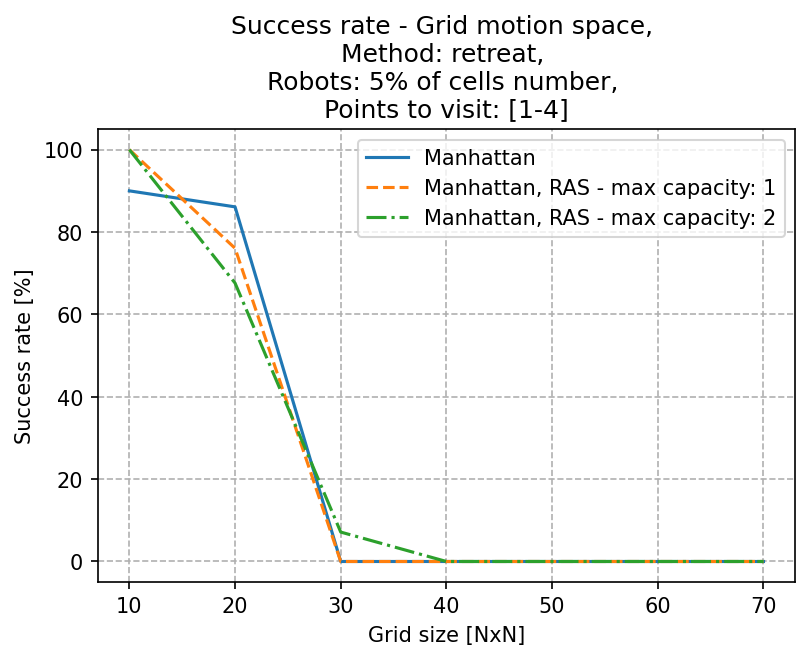 Success rate - Grid motion space,
Method: retreat,
Robots: 5% of cells number,
Points to visit: [1-4]
Manhattan
Manhattan, RAS - max capacity: 1
Manhattan, RAS - max capacity: 2
Success rate [%]
100
80
60
40
20
0
10 20 30 40 50 60 70
Grid size [NxN]